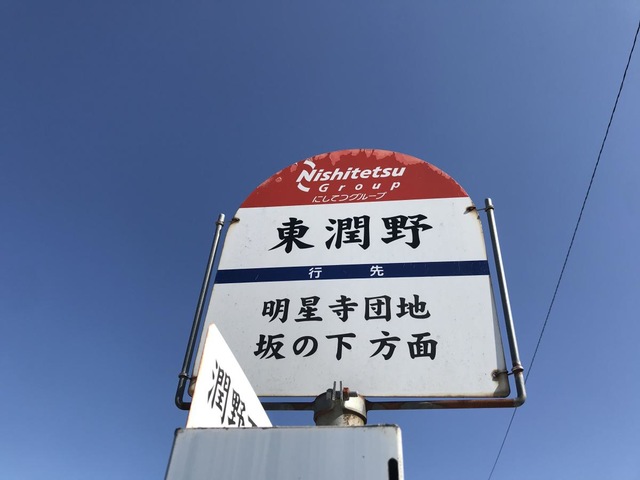 Nishitetsu
Group
にしてつグループ
東潤野
行先
明星寺団地
坂の下 方面
潤野